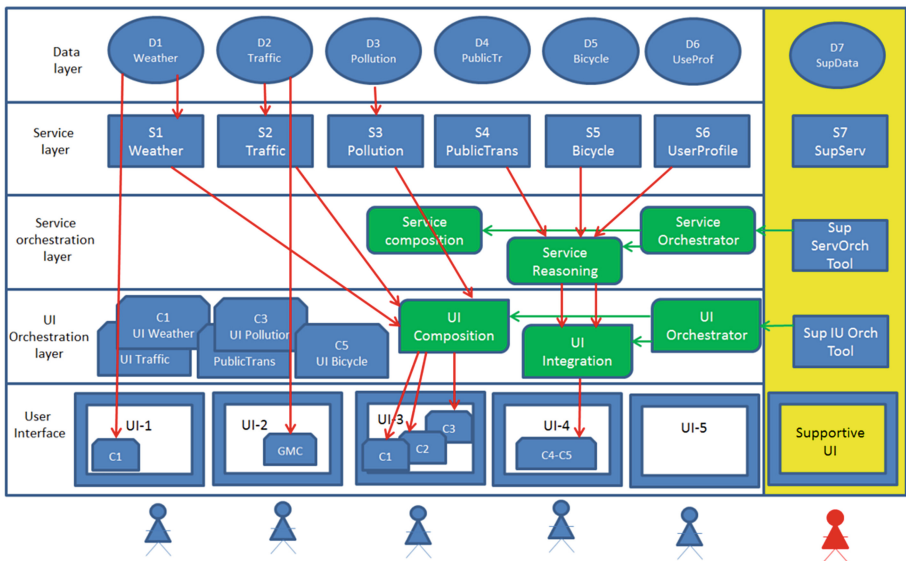 Data
layer
D1
Weather
D2
Traffic
D3
Pollution
D4
PublicTr
D5
Bicycle
D6
UseProf
D7
SupData
Service
layer
S1
Weather
S2
Traffic
S3
Pollution
S4
PublicTrans
S5
Bicycle
S6
UserProfile
S7
SupServ
Service
orchestration
layer
Service
composition
Service
Reasoning
Service
Orchestrator
Sup
ServOrch
Tool
UI
Orchestration
layer
C1
UI Weather
UI Traffic
C3
UI Pollution
PublicTrans
C5
UI Bicycle
UI
Composition
UI
Integration
UI
Orchestrator
Sup IU Orch
Tool
User
Interface
UI-1
C1
UI-2
GMC
UI-3
C1
C2
C3
UI-4
C4-C5
UI-5
Supportive
UI